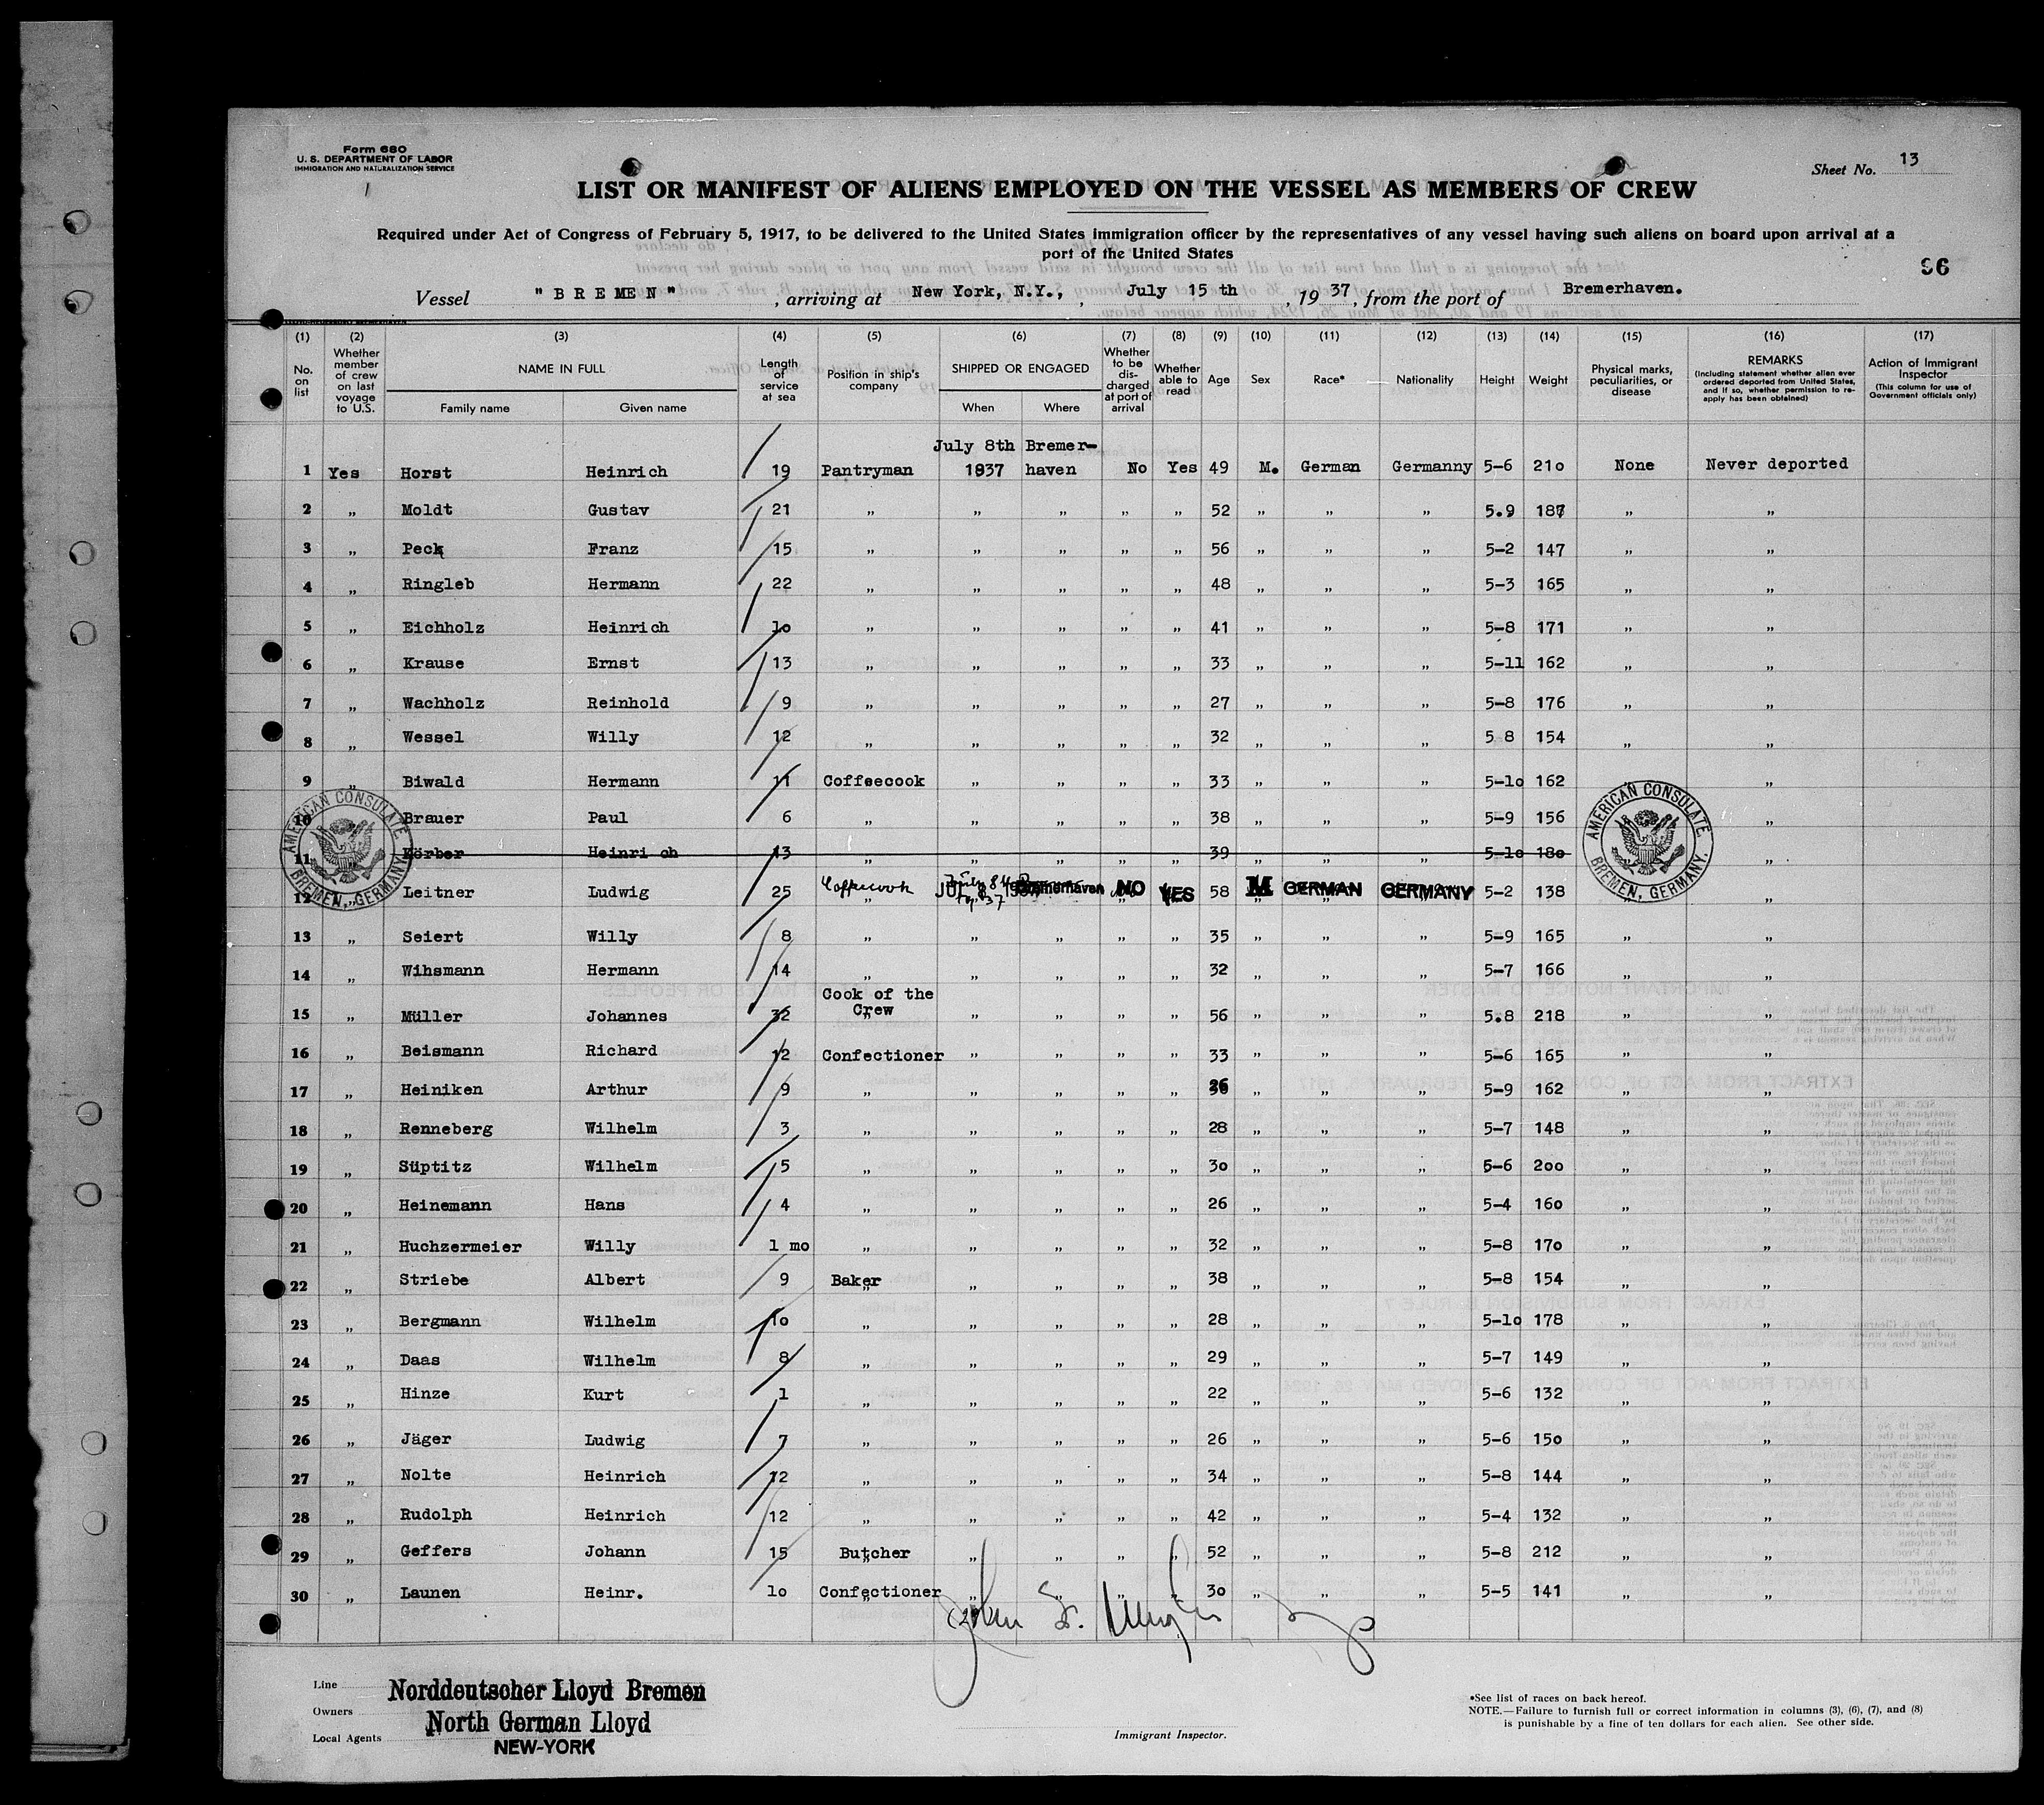 Form 680
U. S. DEPARTMENT OF LABOR
IMMIGRATION AND NATURALIZATION SERVICE
Sheet No. 13
LIST OR MANIFEST OF ALIENS EMPLOYED ON THE VESSEL AS MEMBERS OF CREW
Required under Act of Congress of February 5, 1917, to be delivered to the United States Immigration officer by the representatives of any vessel having such aliens on board upon arrival at a
port of the United States
96
Vessel "BREMEN", arriving at New York, N.Y., July 15 th, 1937, from the port of Bremerhaven.
(1) (2) (3) (4) (5) (6) (7) (8) (9) (10) (11) (12) (13) (14) (15) (16) (17)
No. on list
Whether member of crew on last voyage to U.S.
NAME IN FULL
Family name Given name
Length of service at sea
Position in ship's company
SHIPPED OR ENGAGED
When Where
Whether to be discharged at port of arrival
Whether able to read
Age
Sex
Race*
Nationality
Height
Weight
Physical marks, peculiarities, or disease
REMARKS
(Including statement whether alien ever ordered deported from United States, and if so, whether permission to re-apply has been obtained)
Action of Immigrant Inspector
(This column for use of Government officials only)
1 Yes Horst Heinrich 19 Pantryman July 8th 1937 Bremer-haven No Yes 49 M. German Germanny 5-6 21o None Never deported
2 „ Moldt Gustav 21 „ „ „ „ „ 52 „ „ „ 5.9 187 „ „
3 „ Peck Franz 15 „ „ „ „ „ 56 „ „ „ 5-2 147 „ „
4 „ Ringleb Hermann 22 „ „ „ „ „ 48 „ „ „ 5-3 165 „ „
5 „ Eichholz Heinrich 1o „ „ „ „ „ 41 „ „ „ 5-8 171 „ „
6 „ Krause Ernst 13 „ „ „ „ „ 33 „ „ „ 5-11 162 „ „
7 „ Wachholz Reinhold 9 „ „ „ „ „ 27 „ „ „ 5-8 176 „ „
8 „ Wessel Willy 12 „ „ „ „ „ 32 „ „ „ 5 8 154 „ „
9 „ Biwald Hermann 11 Coffeecook „ „ „ „ 33 „ „ „ 5-1o 162 „ „
10 Brauer Paul 6 „ „ „ „ „ 38 „ „ „ 5-9 156 „
11 Körber Heinrich 13 „ „ „ „ „ 39 „ „ „ 5-1o 18o „
12 „ Leitner Ludwig 25 Coffeecook „ July 8th 1937 Bremerhaven NO YES 58 M GERMAN GERMANY 5-2 138 „
AMERICAN CONSULATE BREMEN, GERMANY.
AMERICAN CONSULATE BREMEN, GERMANY.
13 „ Seiert Willy 8 „ „ „ „ „ 35 „ „ „ 5-9 165 „ „
14 „ Wihsmann Hermann 14 „ „ „ „ „ 32 „ „ „ 5-7 166 „ „
15 „ Müller Johannes 32 Cook of the Crew „ „ „ „ 56 „ „ „ 5.8 218 „ „
16 „ Beismann Richard 12 Confectioner „ „ „ „ 33 „ „ „ 5-6 165 „ „
17 „ Heiniken Arthur 9 „ „ „ „ „ „ „ „ 5-9 162 „ „
18 „ Renneberg Wilhelm 3 „ „ „ „ „ 28 „ „ „ 5-7 148 „ „
19 „ Süptitz Wilhelm 5 „ „ „ „ „ 3o „ „ „ 5-6 2oo „ „
20 „ Heinemann Hans 4 „ „ „ „ „ 26 „ „ „ 5-4 16o „ „
21 „ Huchzermeier Willy 1 mo „ „ „ „ „ 32 „ „ „ 5-8 17o „ „
22 „ Striebe Albert 9 Baker „ „ „ „ 38 „ „ „ 5-8 154 „ „
23 „ Bergmann Wilhelm 1o „ „ „ „ „ 28 „ „ „ 5-1o 178 „ „
24 „ Daas Wilhelm 8 „ „ „ „ „ 29 „ „ „ 5-7 149 „ „
25 „ Hinze Kurt 1 „ „ „ „ „ 22 „ „ „ 5-6 132 „ „
26 „ Jäger Ludwig 7 „ „ „ „ „ 26 „ „ „ 5-6 15o „ „
27 „ Nolte Heinrich 12 „ „ „ „ „ 34 „ „ „ 5-8 144 „ „
28 „ Rudolph Heinrich 12 „ „ „ „ „ 42 „ „ „ 5-4 132 „ „
29 „ Geffers Johann 15 Butcher „ „ „ „ 52 „ „ „ 5-8 212 „ „
30 „ Launen Heinr. 1o Confectioner „ „ „ „ 3o „ „ „ 5-5 141 „ „
Line Norddeutscher Lloyd Bremen
Owners North German Lloyd
Local Agents NEW-YORK
Immigrant Inspector.
*See list of races on back hereof.
NOTE.—Failure to furnish full or correct information in columns (3), (6), (7), and (8)
is punishable by a fine of ten dollars for each alien. See other side.